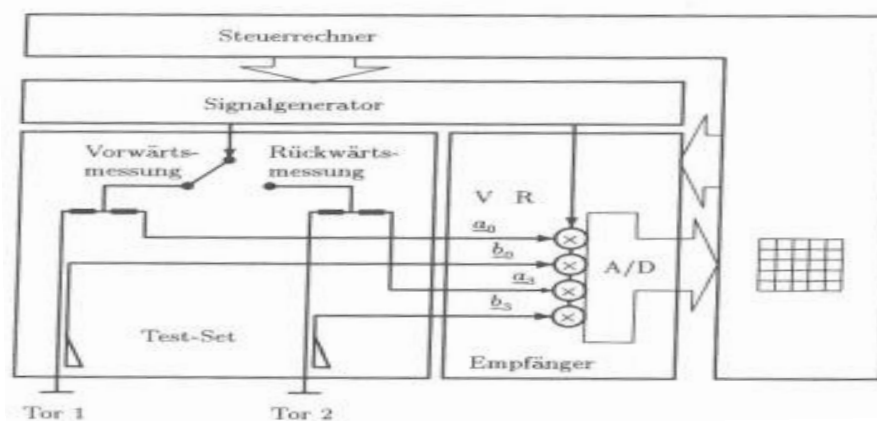 Steuerrechner
Signalgenerator
Vorwärts-
messung
Rückwärts-
messung
V R
a₀
b₀
a₃
b₃
A/D
Test-Set
Empfänger
Tor 1
Tor 2